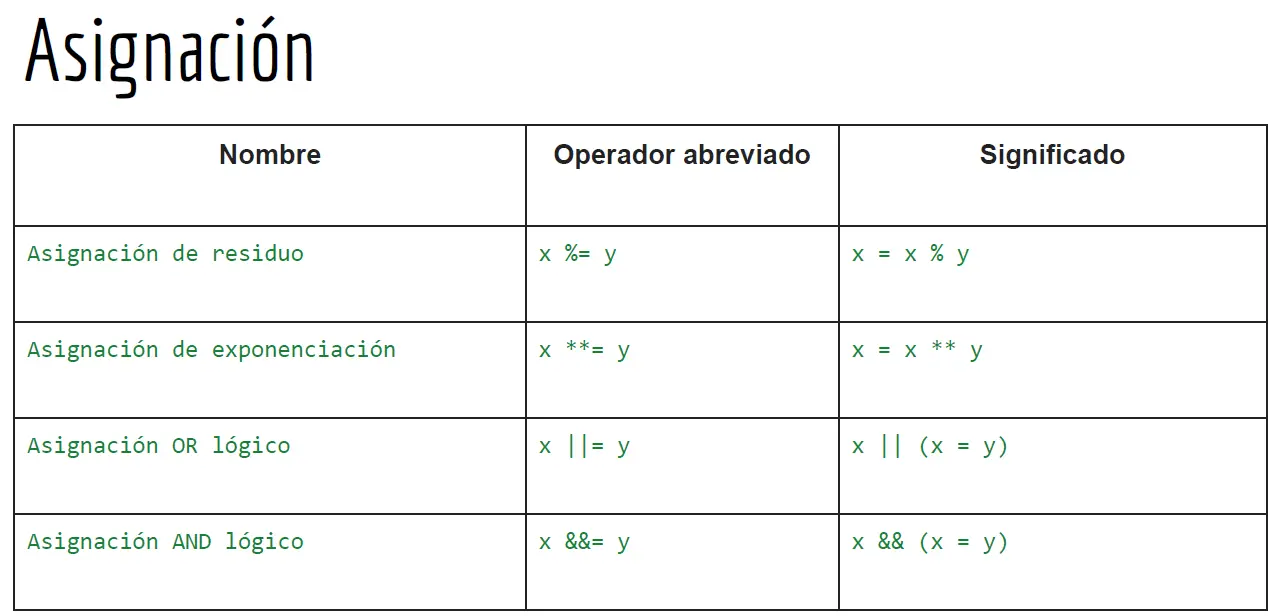 Asignación
Nombre Operador abreviado Significado
Asignación de residuo x %= y x = x % y
Asignación de exponenciación x **= y x = x ** y
Asignación OR lógico x ||= y x || (x = y)
Asignación AND lógico x &&= y x && (x = y)